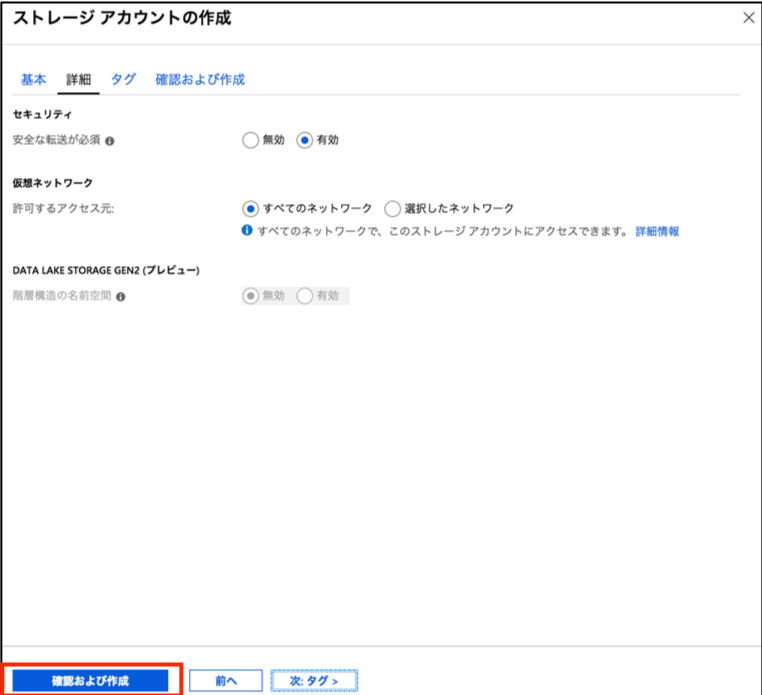 ストレージ アカウントの作成
基本 詳細 タグ 確認および作成
セキュリティ
安全な転送が必須 無効 有効
仮想ネットワーク
許可するアクセス元: すべてのネットワーク 選択したネットワーク
すべてのネットワークで、このストレージ アカウントにアクセスできます。 詳細情報
DATA LAKE STORAGE GEN2 (プレビュー)
階層構造の名前空間 無効 有効
確認および作成 前へ 次: タグ >